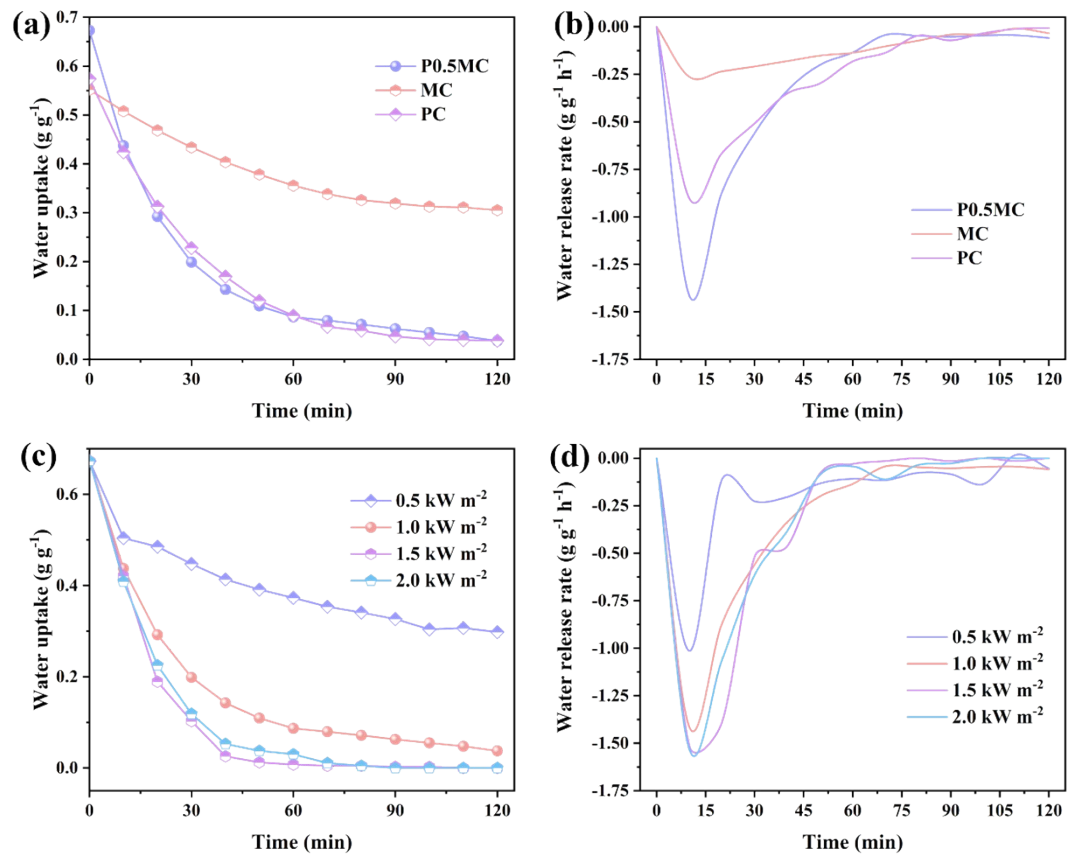 (a)
0.7
0.6
0.5
0.4
0.3
0.2
0.1
0.0
Water uptake (g g⁻¹)
P0.5MC
MC
PC
0 30 60 90 120
Time (min)
(b)
0.00
-0.25
-0.50
-0.75
-1.00
-1.25
-1.50
-1.75
Water release rate (g g⁻¹ h⁻¹)
P0.5MC
MC
PC
0 15 30 45 60 75 90 105 120
Time (min)
(c)
0.6
0.4
0.2
0.0
Water uptake (g g⁻¹)
0.5 kW m⁻²
1.0 kW m⁻²
1.5 kW m⁻²
2.0 kW m⁻²
0 30 60 90 120
Time (min)
(d)
0.00
-0.25
-0.50
-0.75
-1.00
-1.25
-1.50
-1.75
Water release rate (g g⁻¹ h⁻¹)
0.5 kW m⁻²
1.0 kW m⁻²
1.5 kW m⁻²
2.0 kW m⁻²
0 15 30 45 60 75 90 105 120
Time (min)